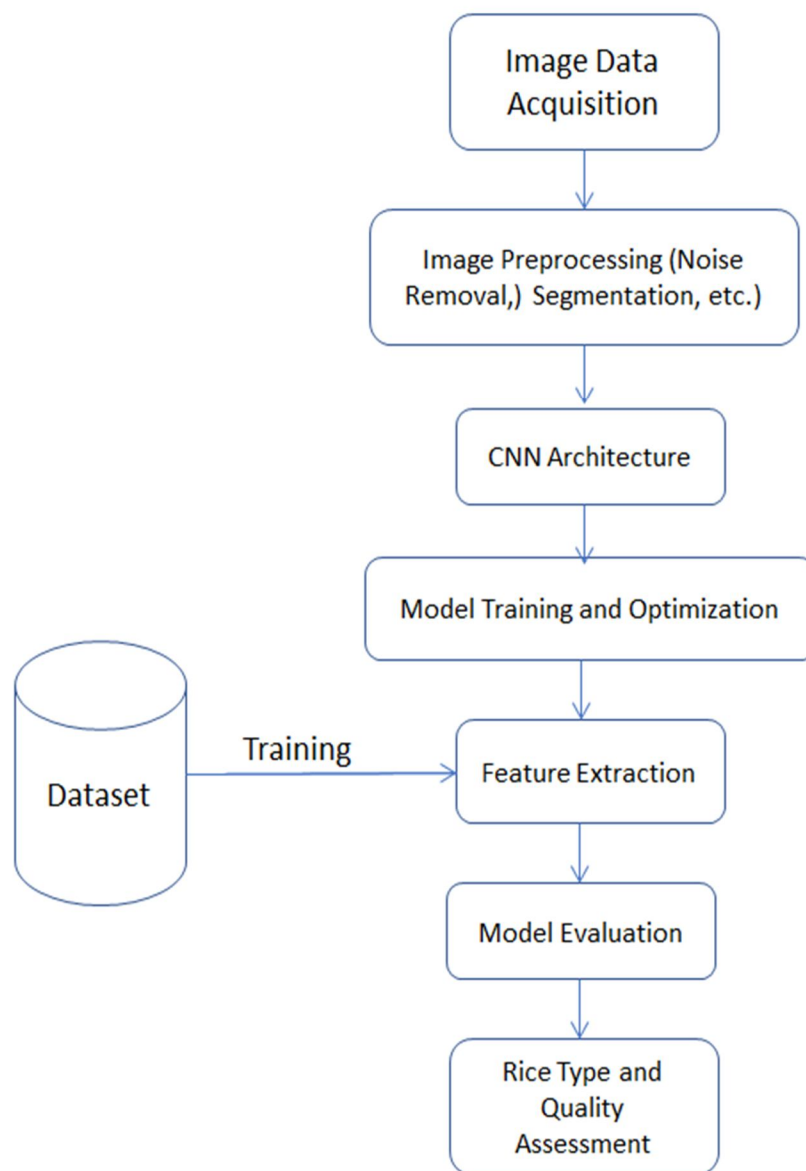 Image Data
Acquisition
Image Preprocessing (Noise
Removal,) Segmentation, etc.)
CNN Architecture
Model Training and Optimization
Training
Dataset
Feature Extraction
Model Evaluation
Rice Type and
Quality
Assessment